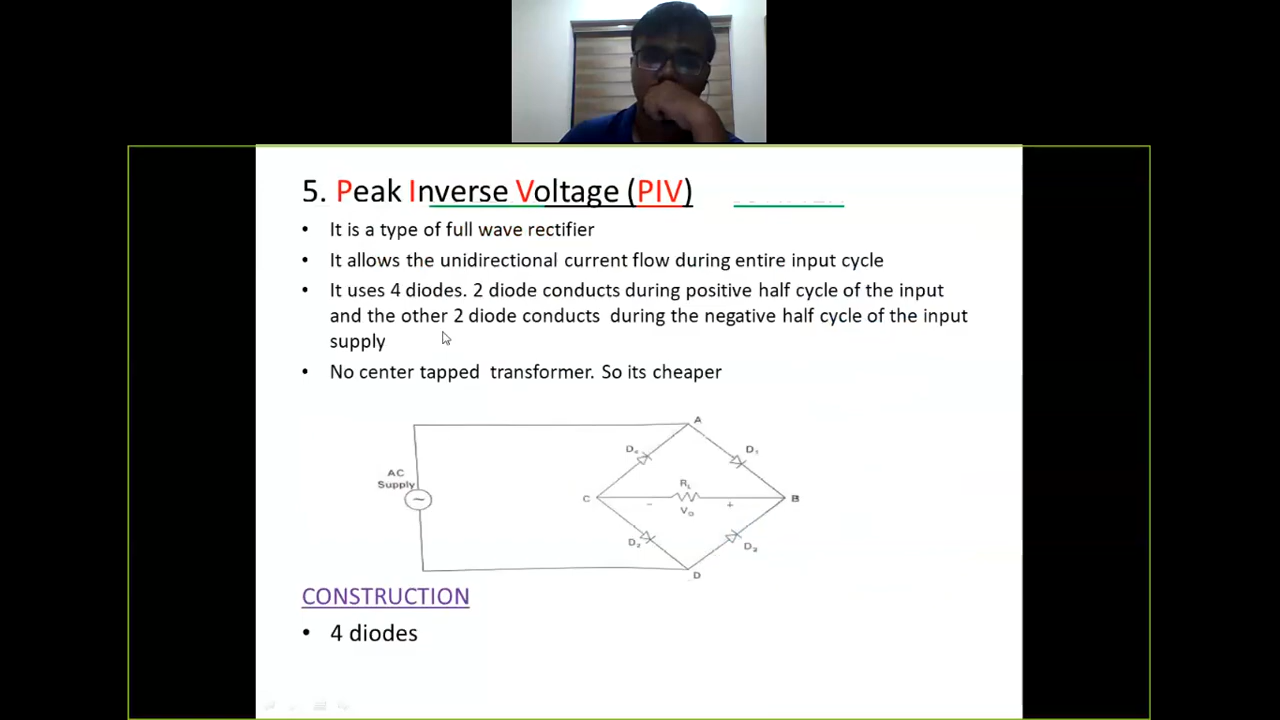 5. Peak Inverse Voltage (PIV)
• It is a type of full wave rectifier
• It allows the unidirectional current flow during entire input cycle
• It uses 4 diodes. 2 diode conducts during positive half cycle of the input
and the other 2 diode conducts during the negative half cycle of the input
supply
• No center tapped transformer. So its cheaper
A
D₁
AC
Supply
~
R
C
B
-
+
V
D₂
D
CONSTRUCTION
• 4 diodes